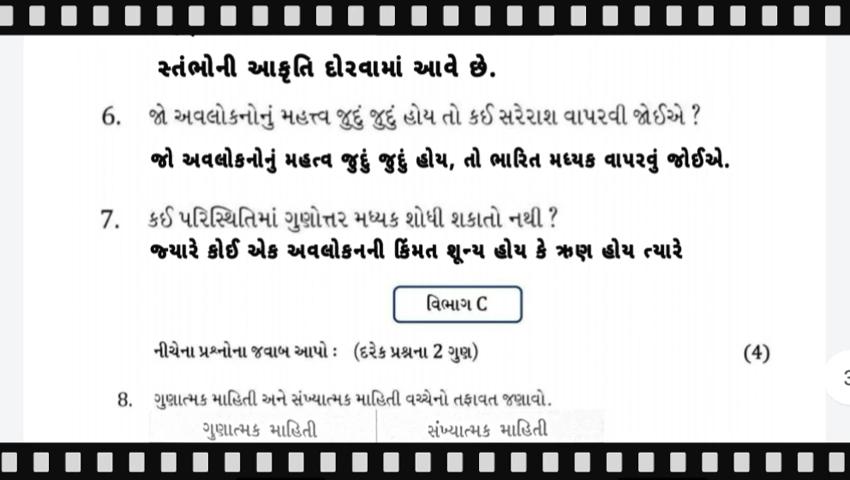 સ્તંભોની આકૃતિ દોરવામાં આવે છે.
6. જો અવલોકનોનું મહત્ત્વ જુદું જુદું હોય તો કઈ સરેરાશ વાપરવી જોઈએ ?
જો અવલોકનોનું મહત્વ જુદું જુદું હોય, તો ભારિત મધ્યક વાપરવું જોઈએ.
7. કઈ પરિસ્થિતિમાં ગુણોત્તર મધ્યક શોધી શકાતો નથી ?
જ્યારે કોઈ એક અવલોકનની કિંમત શૂન્ય હોય કે ઋણ હોય ત્યારે
વિભાગ C
નીચેના પ્રશ્નોના જવાબ આપો : (દરેક પ્રશ્નના 2 ગુણ) (4)
8. ગુણાત્મક માહિતી અને સંખ્યાત્મક માહિતી વચ્ચેનો તફાવત જણાવો.
ગુણાત્મક માહિતી સંખ્યાત્મક માહિતી